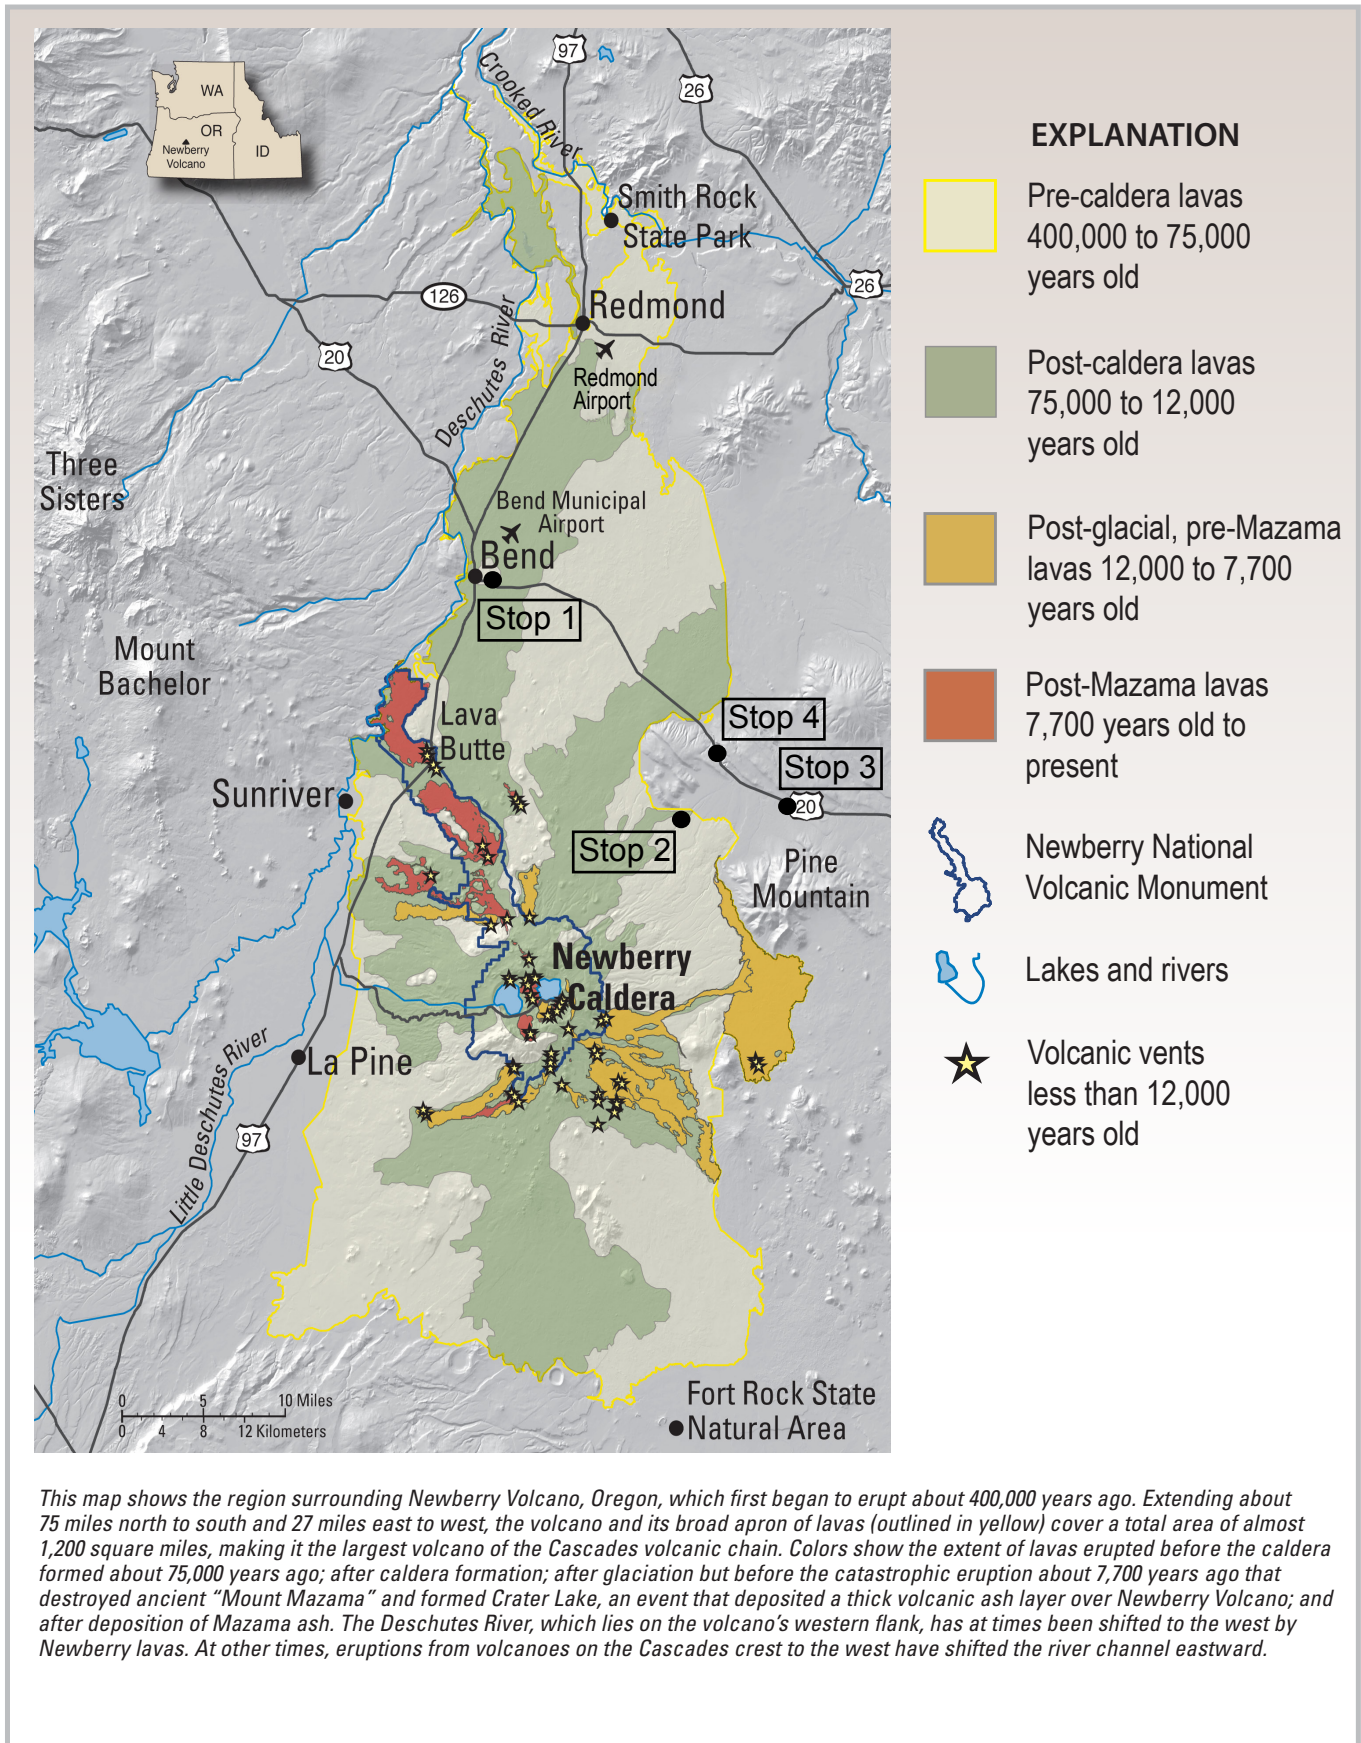 97
26
WA
OR
Newberry
Volcano
ID
Crooked River
Smith Rock
State Park
26
126
Redmond
20
Deschutes River
Redmond
Airport
Three
Sisters
Bend Municipal
Airport
Bend
Stop 1
Mount
Bachelor
Lava
Butte
Stop 4
Stop 3
Sunriver
20
Stop 2
Pine
Mountain
Newberry
Caldera
Little Deschutes River
La Pine
97
0 5 10 Miles
0 4 8 12 Kilometers
Fort Rock State
Natural Area
EXPLANATION
Pre-caldera lavas
400,000 to 75,000
years old
Post-caldera lavas
75,000 to 12,000
years old
Post-glacial, pre-Mazama
lavas 12,000 to 7,700
years old
Post-Mazama lavas
7,700 years old to
present
Newberry National
Volcanic Monument
Lakes and rivers
Volcanic vents
less than 12,000
years old
This map shows the region surrounding Newberry Volcano, Oregon, which first began to erupt about 400,000 years ago. Extending about
75 miles north to south and 27 miles east to west, the volcano and its broad apron of lavas (outlined in yellow) cover a total area of almost
1,200 square miles, making it the largest volcano of the Cascades volcanic chain. Colors show the extent of lavas erupted before the caldera
formed about 75,000 years ago; after caldera formation; after glaciation but before the catastrophic eruption about 7,700 years ago that
destroyed ancient “Mount Mazama” and formed Crater Lake, an event that deposited a thick volcanic ash layer over Newberry Volcano; and
after deposition of Mazama ash. The Deschutes River, which lies on the volcano’s western flank, has at times been shifted to the west by
Newberry lavas. At other times, eruptions from volcanoes on the Cascades crest to the west have shifted the river channel eastward.